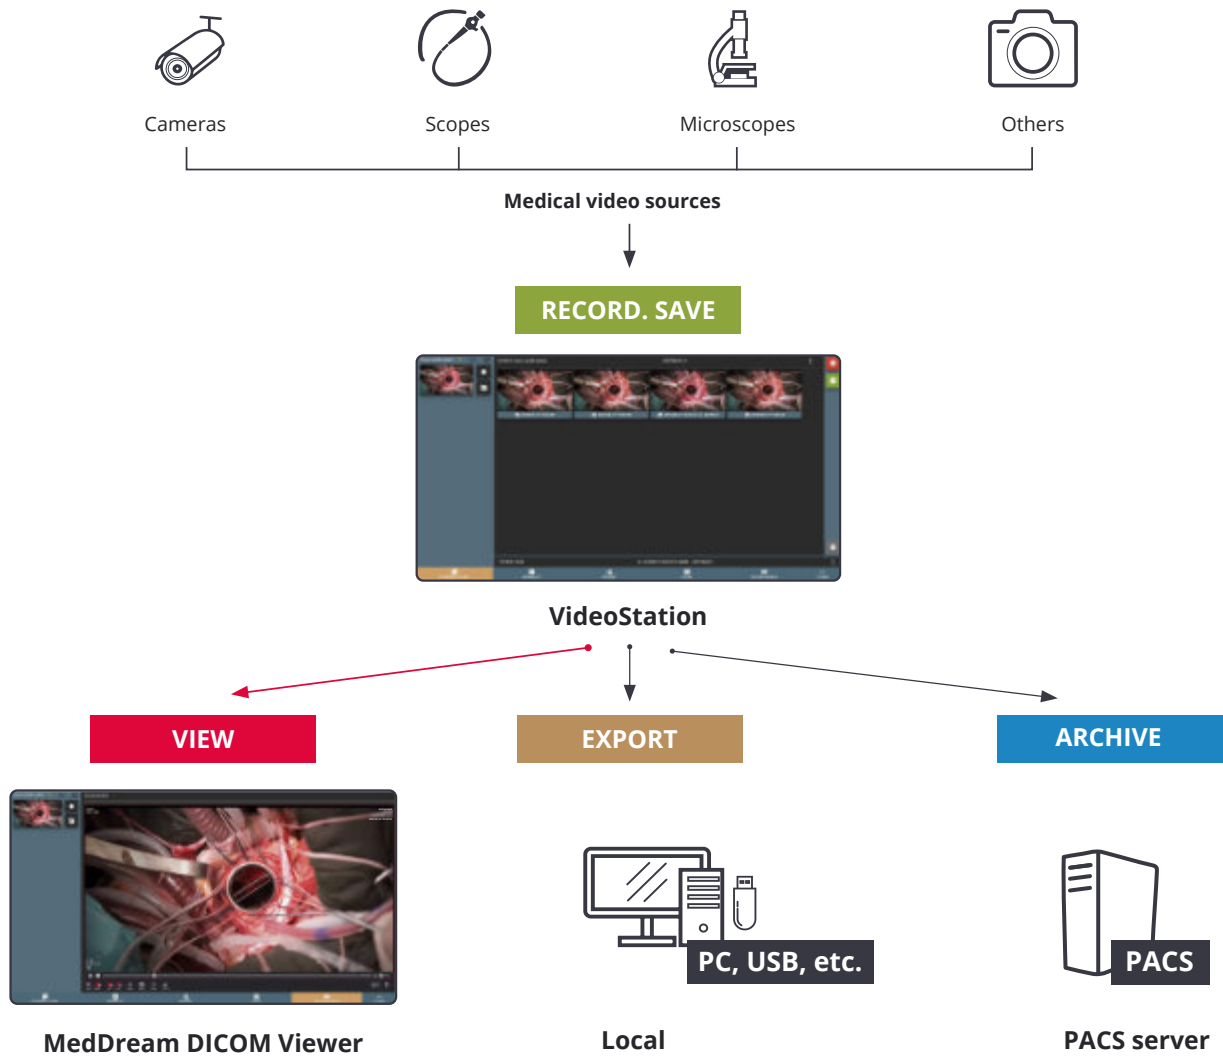 Cameras
Scopes
Microscopes
Others
Medical video sources
RECORD. SAVE
VideoStation
VIEW
EXPORT
ARCHIVE
PC, USB, etc.
PACS
MedDream DICOM Viewer
Local
PACS server